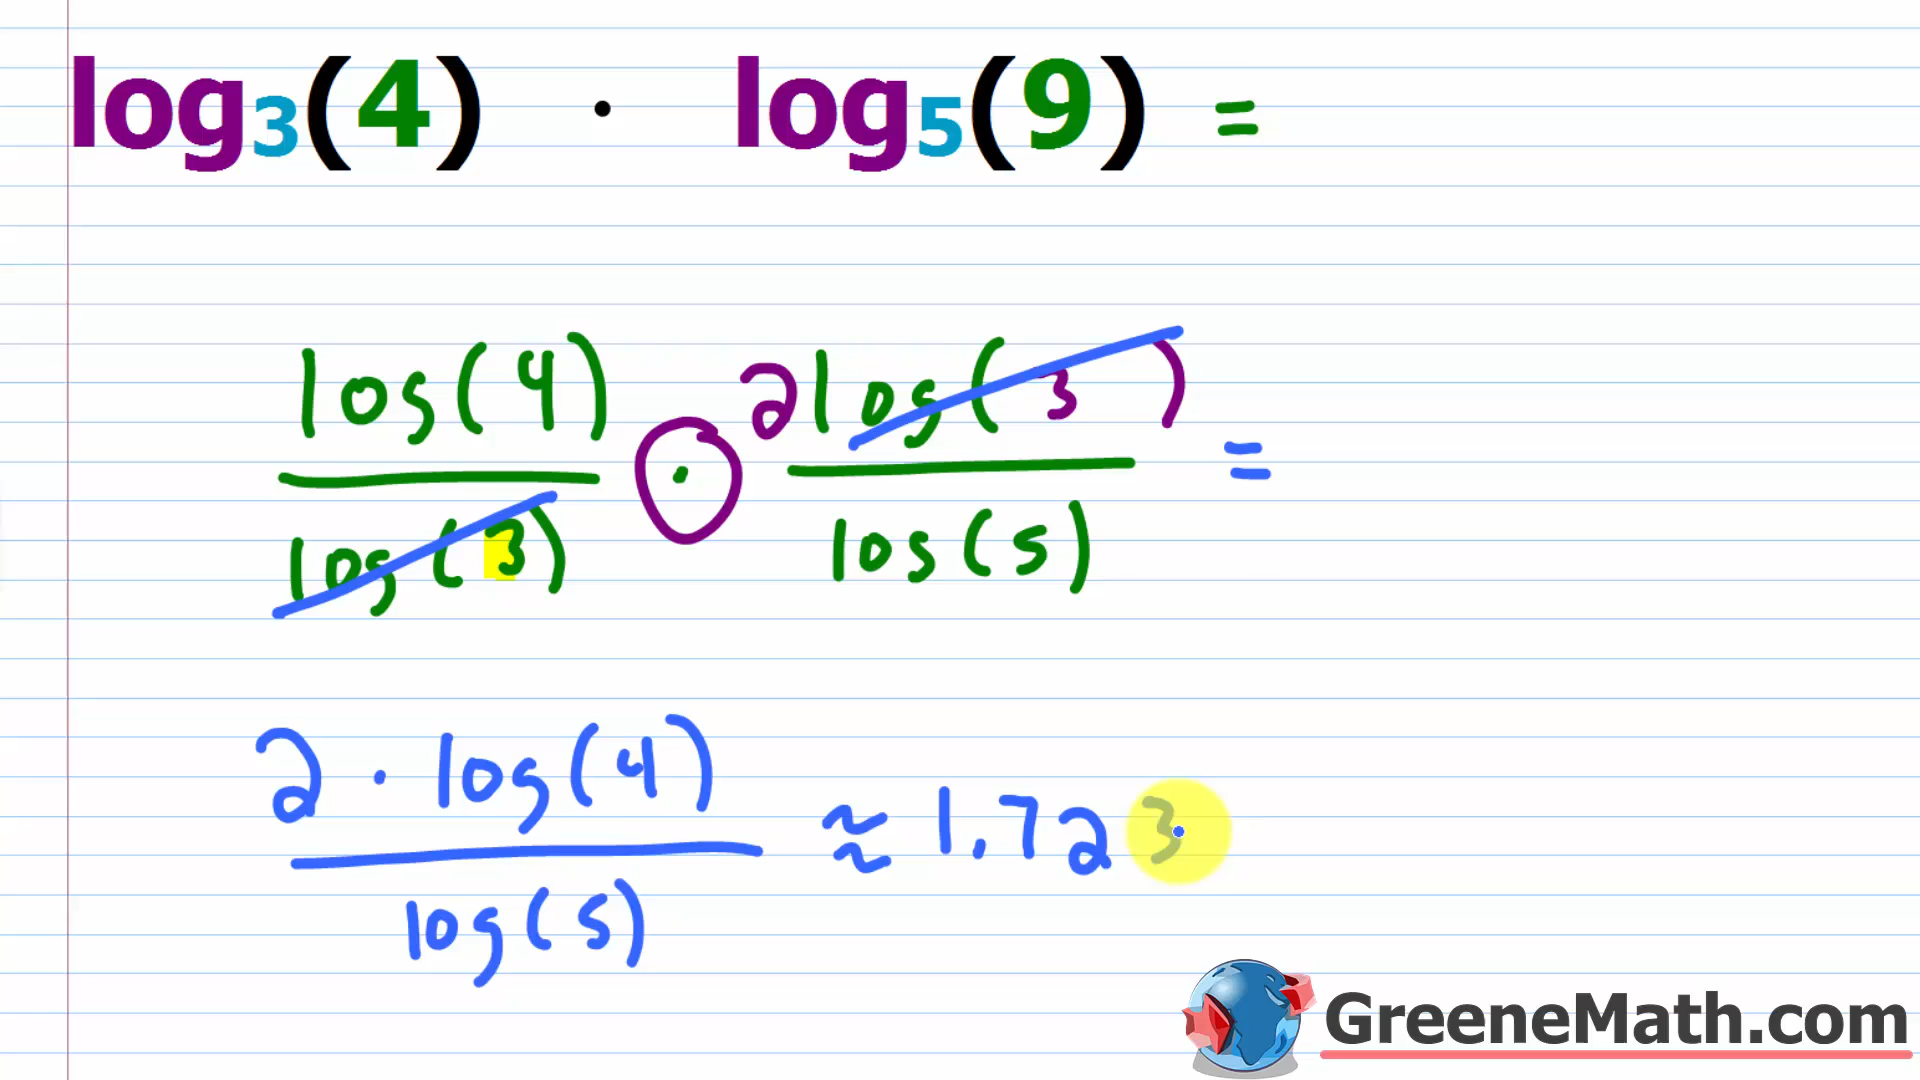 log₃(4) · log₅(9) =
log(4) · 2log(3) =
log(3) log(5)
2 · log(4) ≈ 1.723
log(5)
GreeneMath.com